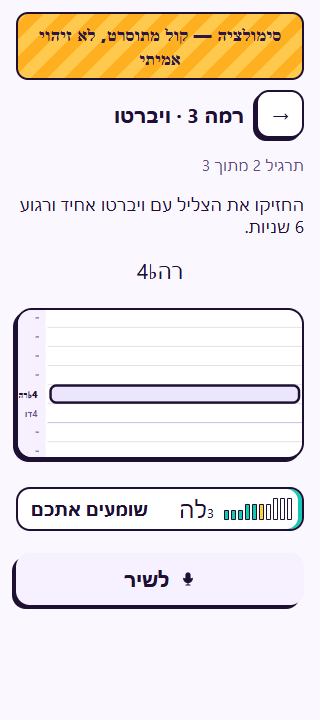 סימולציה — קול מתוסרט, לא זיהוי
אמיתי
→
רמה 3 · ויברטו
תרגיל 2 מתוך 3
החזיקו את הצליל עם ויברטו אחיד ורגוע
6 שניות.
רה♭4
רה♭4
דו4
לה3
שומעים אתכם
לשיר